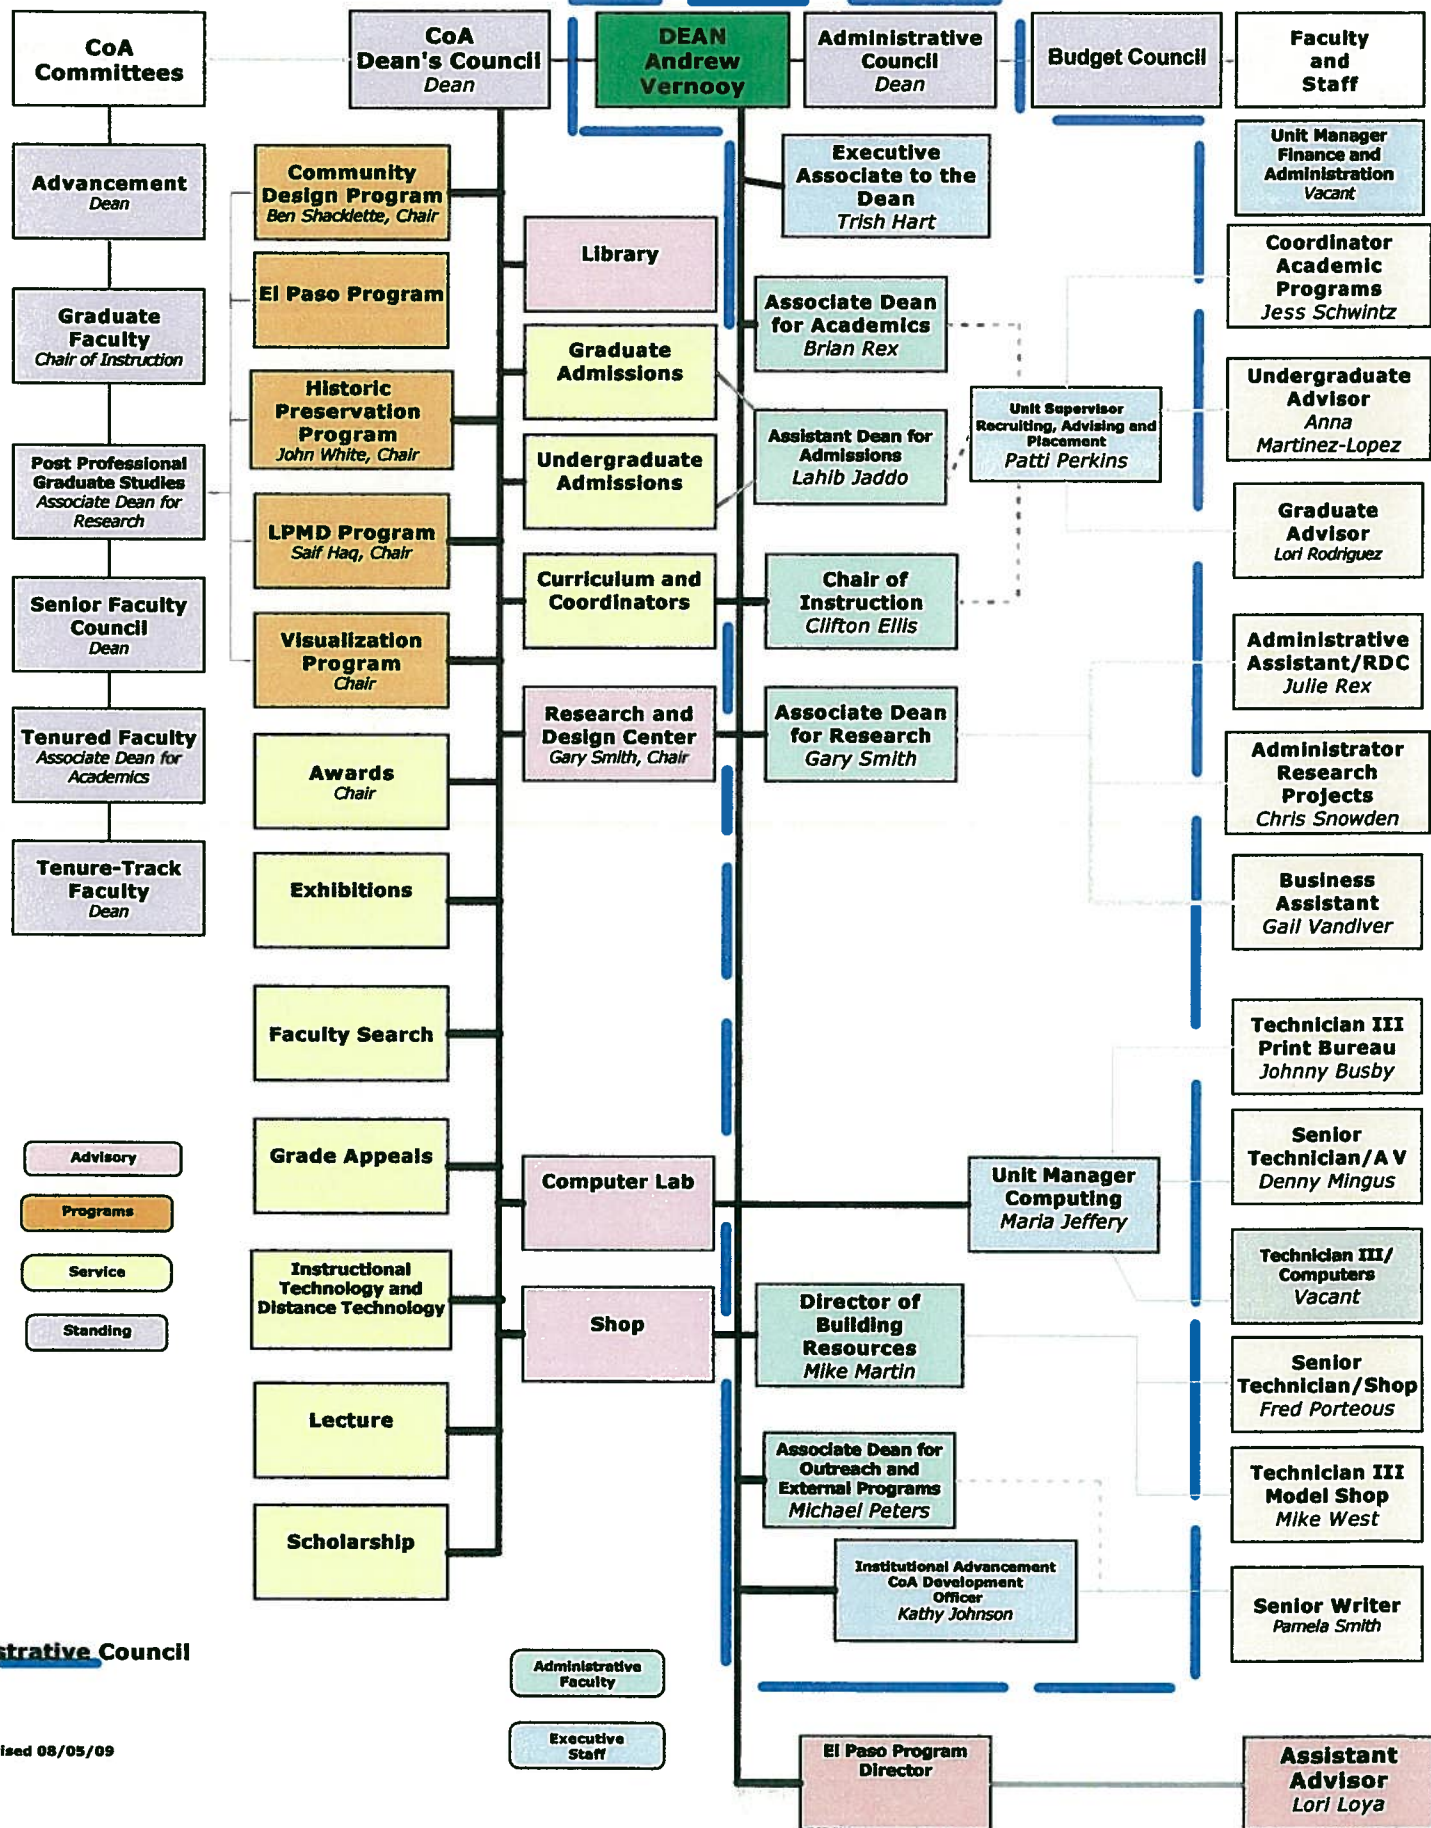 CoA
Committees
CoA
Dean's Council
Dean
DEAN
Andrew
Vernooy
Administrative
Council
Dean
Budget Council
Faculty
and
Staff
Advancement
Dean
Graduate
Faculty
Chair of Instruction
Post Professional
Graduate Studies
Associate Dean for
Research
Senior Faculty
Council
Dean
Tenured Faculty
Associate Dean for
Academics
Tenure-Track
Faculty
Dean
Advisory
Programs
Service
Standing
strative Council
ised 08/05/09
Community
Design Program
Ben Shacklette, Chair
El Paso Program
Historic
Preservation
Program
John White, Chair
LPMD Program
Saif Haq, Chair
Visualization
Program
Chair
Awards
Chair
Exhibitions
Faculty Search
Grade Appeals
Instructional
Technology and
Distance Technology
Lecture
Scholarship
Library
Graduate
Admissions
Undergraduate
Admissions
Curriculum and
Coordinators
Research and
Design Center
Gary Smith, Chair
Computer Lab
Shop
Administrative
Faculty
Executive
Staff
Executive
Associate to the
Dean
Trish Hart
Associate Dean
for Academics
Brian Rex
Assistant Dean for
Admissions
Lahib Jaddo
Chair of
Instruction
Clifton Ellis
Associate Dean
for Research
Gary Smith
Unit Supervisor
Recruiting, Advising and
Placement
Patti Perkins
Unit Manager
Computing
Maria Jeffery
Director of
Building
Resources
Mike Martin
Associate Dean for
Outreach and
External Programs
Michael Peters
Institutional Advancement
CoA Development
Officer
Kathy Johnson
El Paso Program
Director
Unit Manager
Finance and
Administration
Vacant
Coordinator
Academic
Programs
Jess Schwintz
Undergraduate
Advisor
Anna
Martinez-Lopez
Graduate
Advisor
Lori Rodriguez
Administrative
Assistant/RDC
Julie Rex
Administrator
Research
Projects
Chris Snowden
Business
Assistant
Gail Vandiver
Technician III
Print Bureau
Johnny Busby
Senior
Technician/A V
Denny Mingus
Technician III/
Computers
Vacant
Senior
Technician/Shop
Fred Porteous
Technician III
Model Shop
Mike West
Senior Writer
Pamela Smith
Assistant
Advisor
Lori Loya